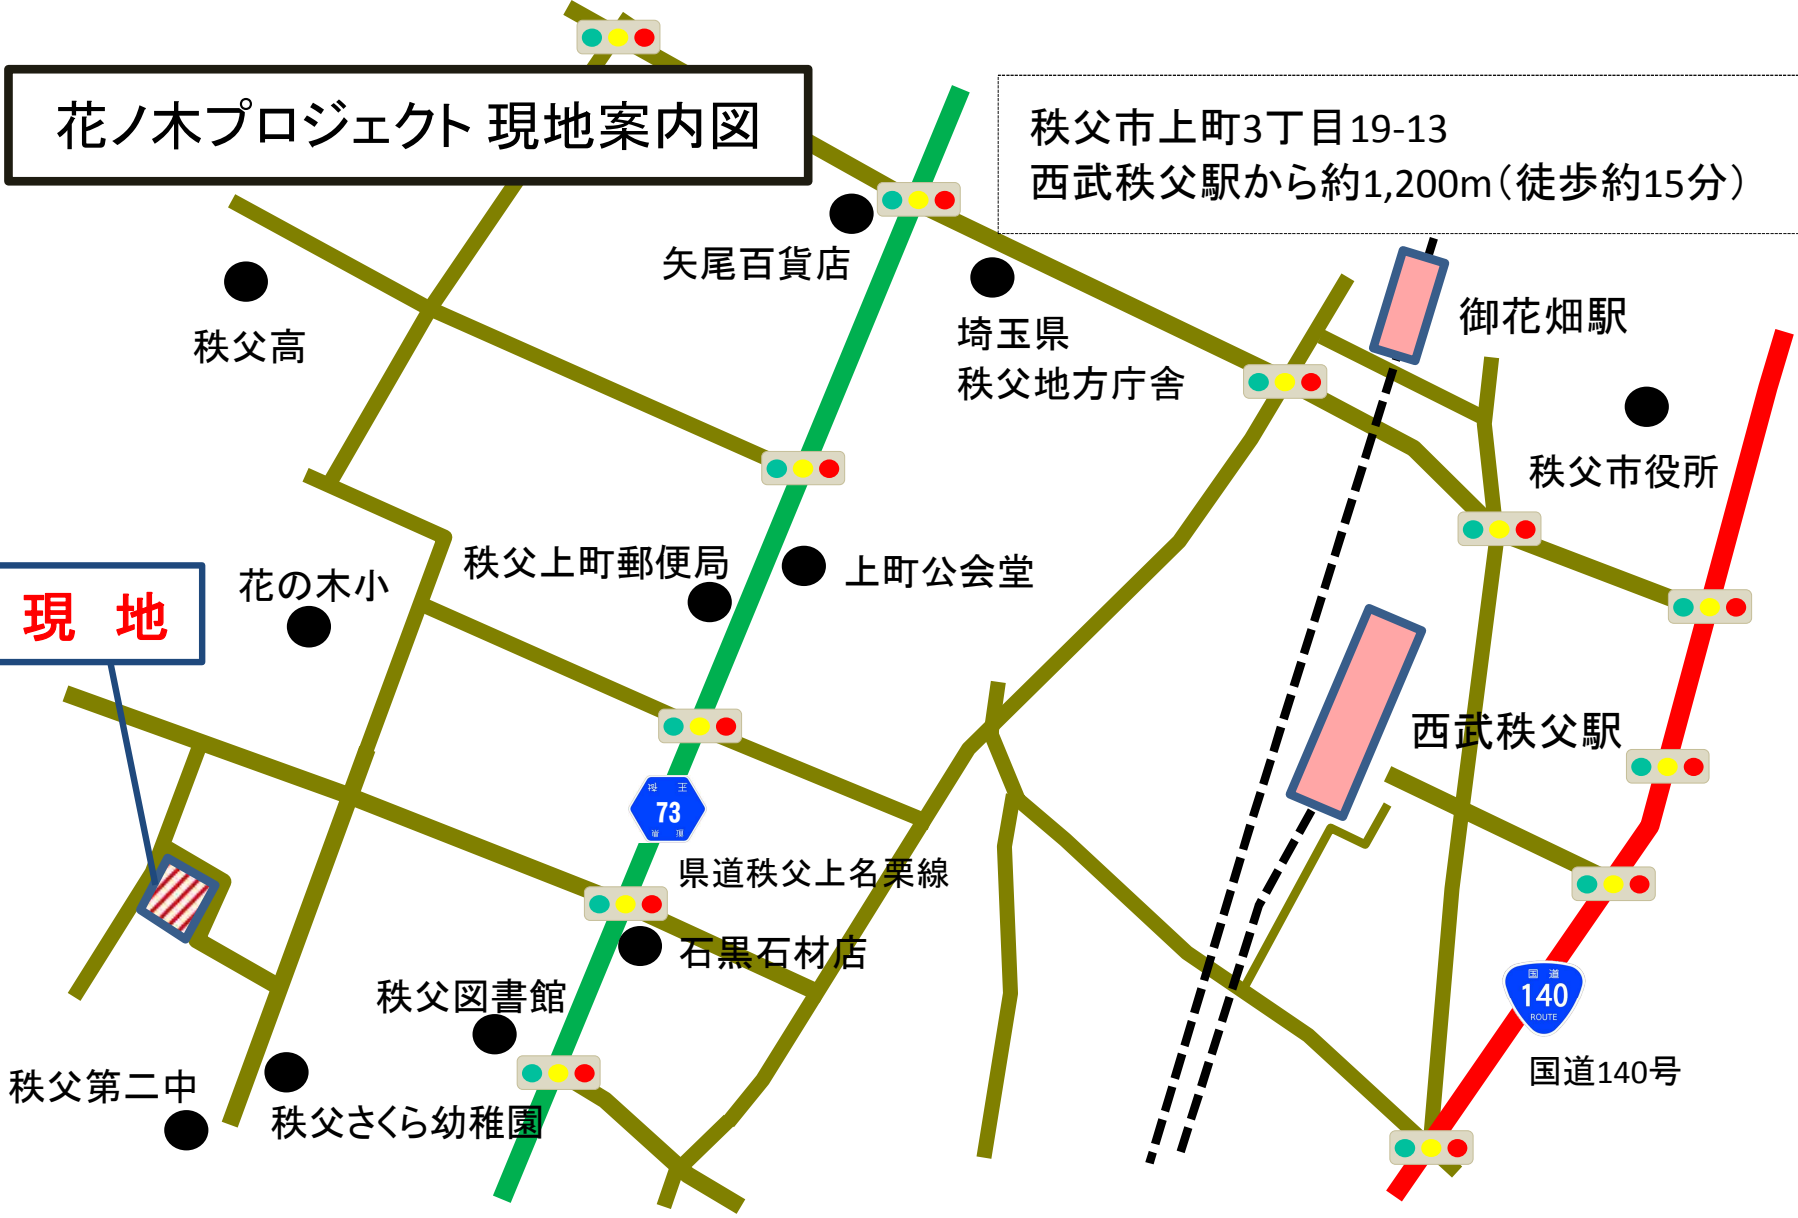 花ノ木プロジェクト 現地案内図
秩父市上町3丁目19-13
西武秩父駅から約1,200m（徒歩約15分）
矢尾百貨店
秩父高
埼玉県
秩父地方庁舎
御花畑駅
秩父市役所
秩父上町郵便局
上町公会堂
花の木小
現 地
西武秩父駅
73
県道秩父上名栗線
石黒石材店
秩父図書館
国道
140
ROUTE
国道140号
秩父第二中
秩父さくら幼稚園